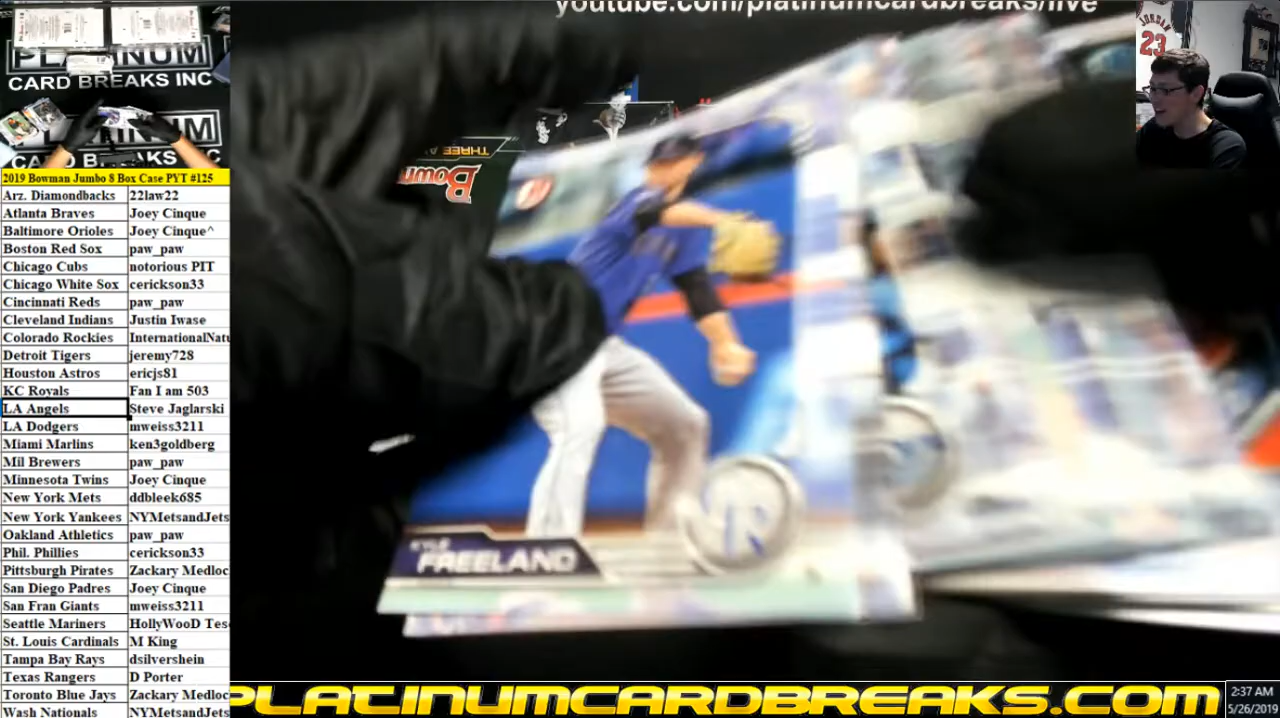 youtube.com/platinumcardbreaks/live
JORDAN
23
PLATINUM
CARD BREAKS INC
CARD BREAKS INC
2019 Bowman Jumbo 8 Box Case PYT #125
Arz. Diamondbacks 22law22
Atlanta Braves Joey Cinque
Baltimore Orioles Joey Cinque^
Boston Red Sox paw_paw
Chicago Cubs notorious PIT
Chicago White Sox cerickson33
Cincinnati Reds paw_paw
Cleveland Indians Justin Iwase
Colorado Rockies InternationalNatu
Detroit Tigers jeremy728
Houston Astros ericjs81
KC Royals Fan I am 503
LA Angels Steve Jaglarski
LA Dodgers mweiss3211
Miami Marlins ken3goldberg
Mil Brewers paw_paw
Minnesota Twins Joey Cinque
New York Mets ddbleek685
New York Yankees NYMetsandJets
Oakland Athletics paw_paw
Phil. Phillies cerickson33
Pittsburgh Pirates Zackary Medloc
San Diego Padres Joey Cinque
San Fran Giants mweiss3211
Seattle Mariners HollyWooD Tes
St. Louis Cardinals M King
Tampa Bay Rays dsilvershein
Texas Rangers D Porter
Toronto Blue Jays Zackary Medloc
Wash Nationals NYMetsandJets
THREE A
Bowm
KYLE
FREELAND
PLATINUMCARDBREAKS.COM
2:37 AM
5/26/2019